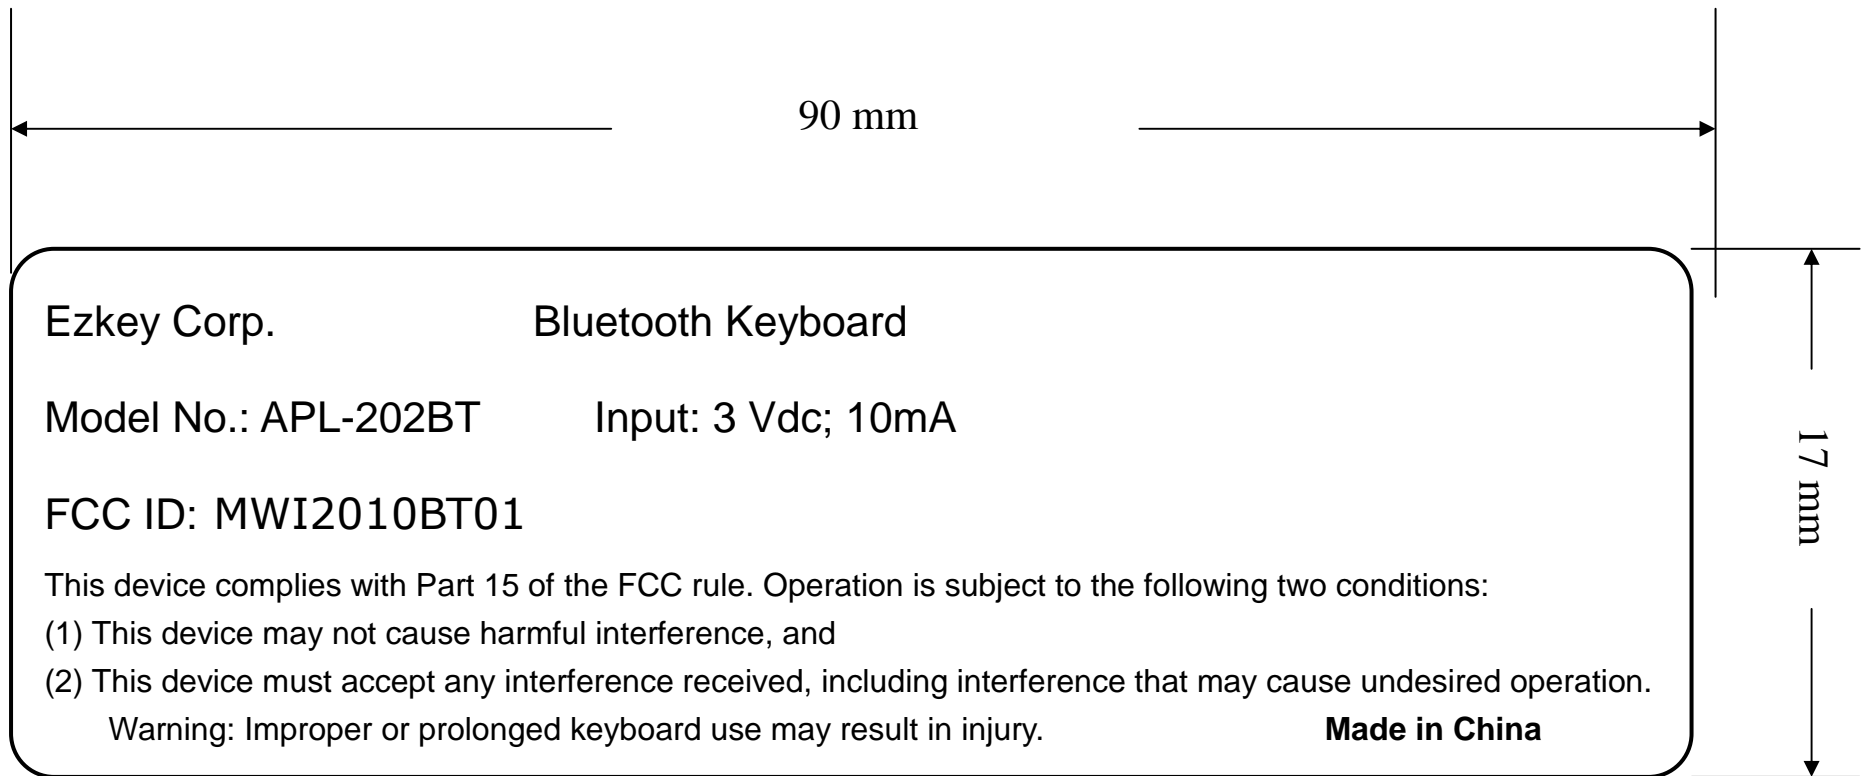 90 mm
Ezkey Corp. Bluetooth Keyboard
Model No.: APL-202BT Input: 3 Vdc; 10mA
FCC ID: MWI2010BT01
This device complies with Part 15 of the FCC rule. Operation is subject to the following two conditions:
(1) This device may not cause harmful interference, and
(2) This device must accept any interference received, including interference that may cause undesired operation.
Warning: Improper or prolonged keyboard use may result in injury. Made in China
17 mm